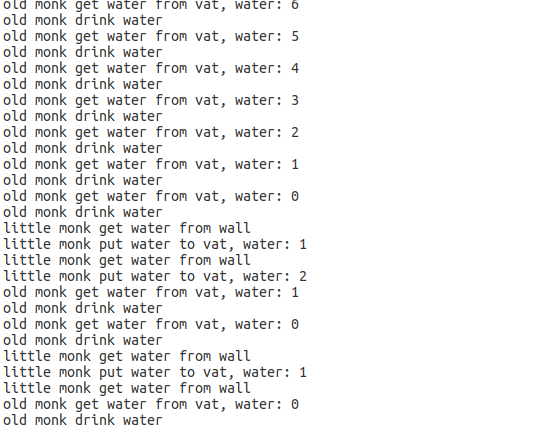 old monk get water from vat, water: 6
old monk drink water
old monk get water from vat, water: 5
old monk drink water
old monk get water from vat, water: 4
old monk drink water
old monk get water from vat, water: 3
old monk drink water
old monk get water from vat, water: 2
old monk drink water
old monk get water from vat, water: 1
old monk drink water
old monk get water from vat, water: 0
old monk drink water
little monk get water from wall
little monk put water to vat, water: 1
little monk get water from wall
little monk put water to vat, water: 2
old monk get water from vat, water: 1
old monk drink water
old monk get water from vat, water: 0
old monk drink water
little monk get water from wall
little monk put water to vat, water: 1
little monk get water from wall
old monk get water from vat, water: 0
old monk drink water